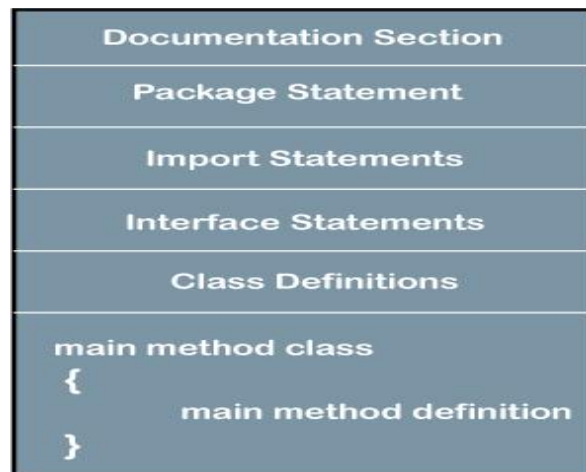 Documentation Section
Package Statement
Import Statements
Interface Statements
Class Definitions
main method class
{
main method definition
}